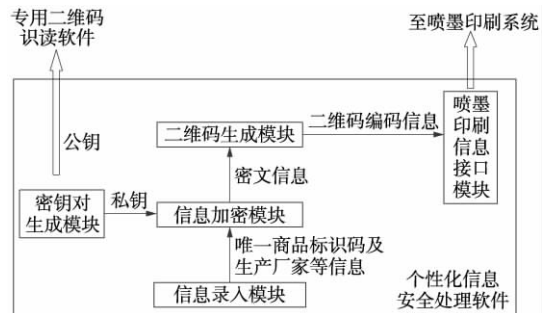 专用二维码
识读软件
至喷墨印刷系统
公钥
二维码生成模块
二维码编码信息
喷墨
印刷
信息
接口
模块
密文信息
密钥对
生成模块
私钥
信息加密模块
唯一商品标识码及
生产厂家等信息
信息录入模块
个性化信息
安全处理软件